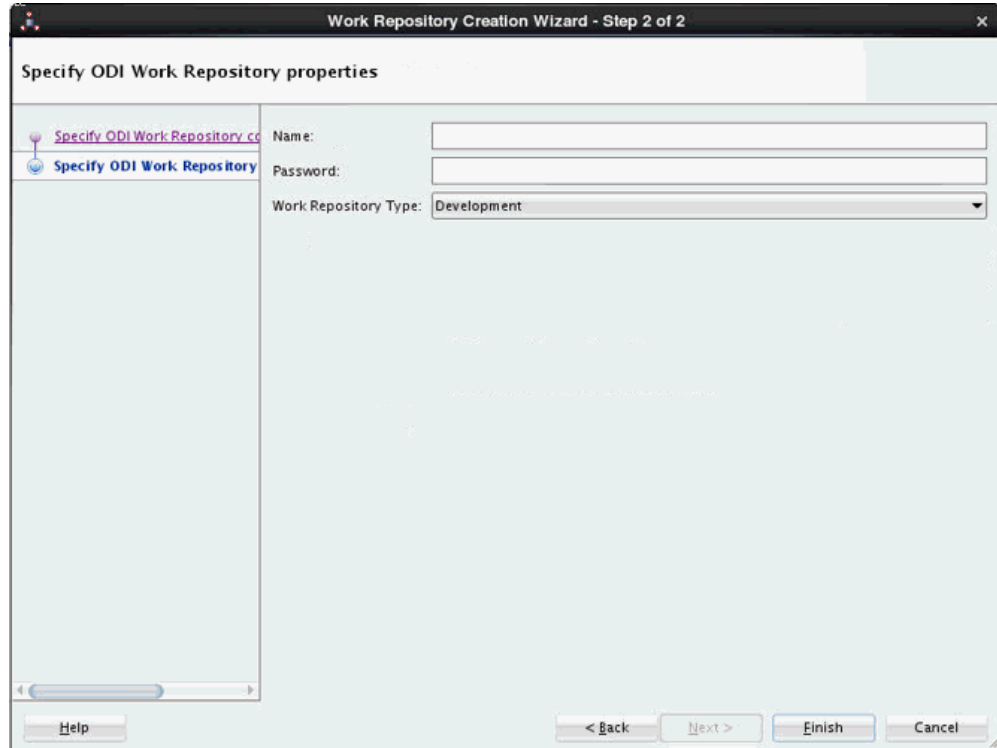 Work Repository Creation Wizard - Step 2 of 2
Specify ODI Work Repository properties
Specify ODI Work Repository co
Specify ODI Work Repository
Name:
Password:
Work Repository Type: Development
Help
< Back
Next >
Finish
Cancel